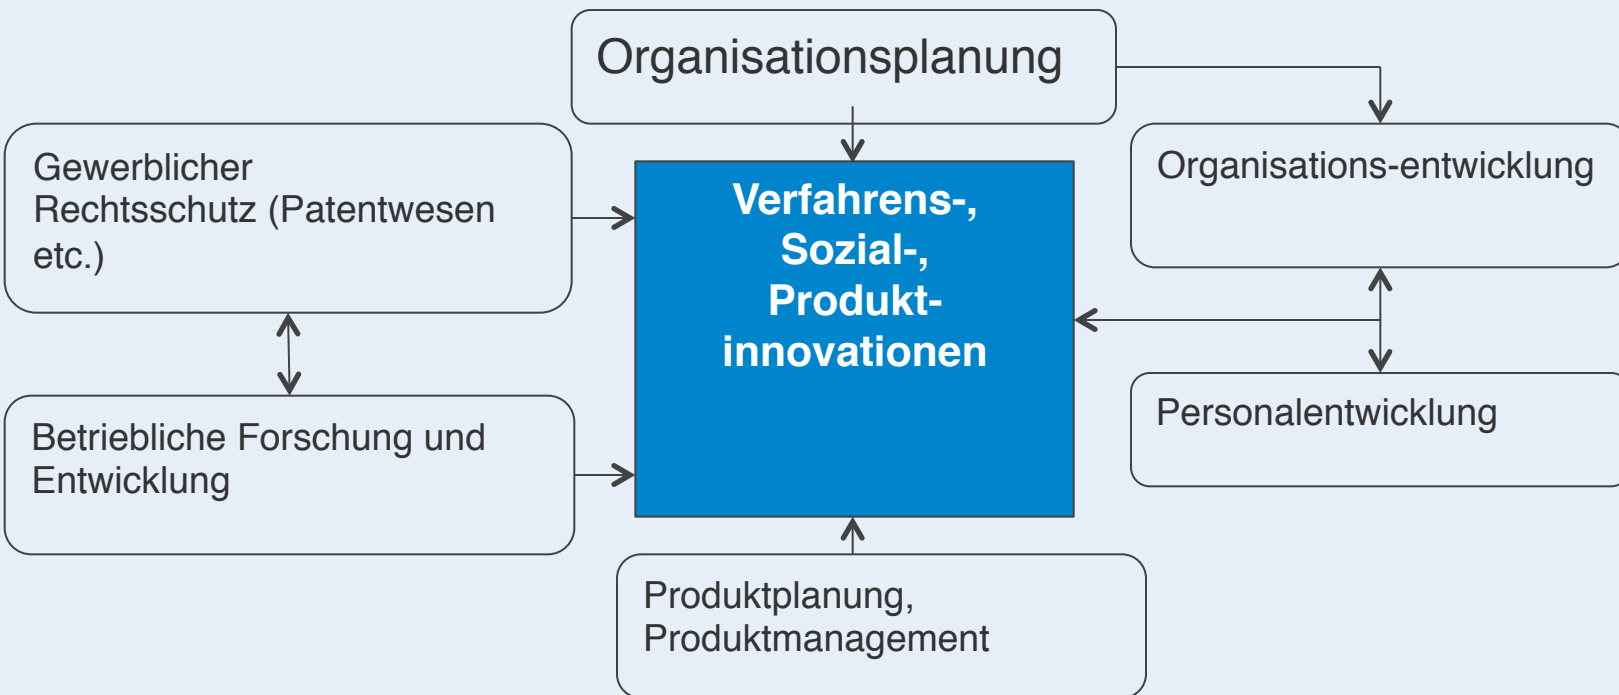 Organisationsplanung
Gewerblicher
Rechtsschutz (Patentwesen
etc.)
Verfahrens-,
Sozial-,
Produkt-
innovationen
Organisations-entwicklung
Betriebliche Forschung und
Entwicklung
Personalentwicklung
Produktplanung,
Produktmanagement